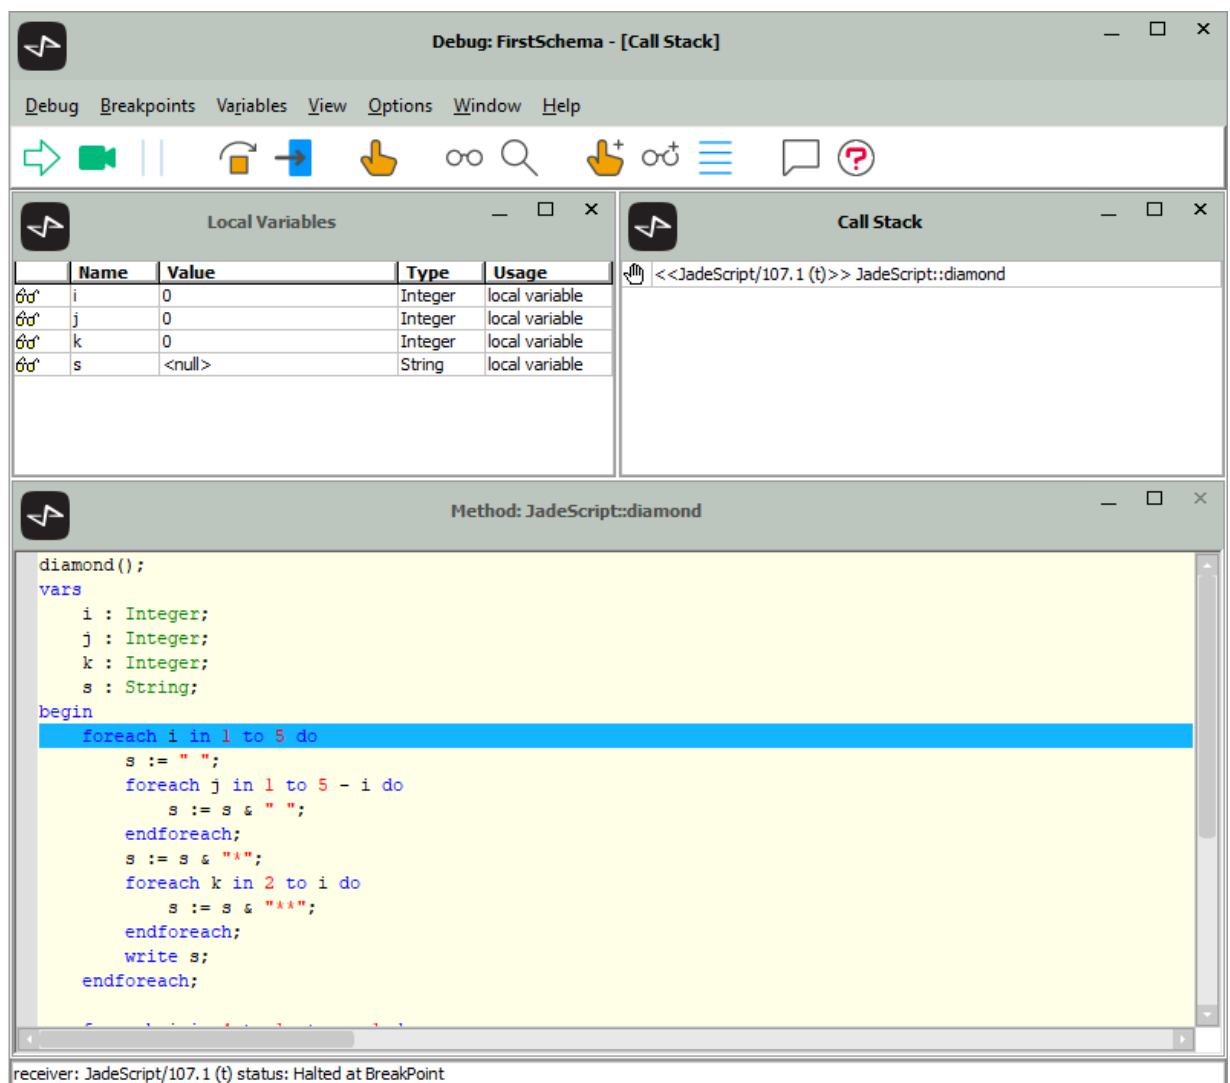 Debug: FirstSchema - [Call Stack]
Debug Breakpoints Variables View Options Window Help
Local Variables
Name Value Type Usage
i 0 Integer local variable
j 0 Integer local variable
k 0 Integer local variable
s <null> String local variable
Call Stack
<<JadeScript/107.1 (t)>> JadeScript::diamond
Method: JadeScript::diamond
diamond();
vars
i : Integer;
j : Integer;
k : Integer;
s : String;
begin
foreach i in 1 to 5 do
s := " ";
foreach j in 1 to 5 - i do
s := s & " ";
endforeach;
s := s & "*";
foreach k in 2 to i do
s := s & "**";
endforeach;
write s;
endforeach;
receiver: JadeScript/107.1 (t) status: Halted at BreakPoint